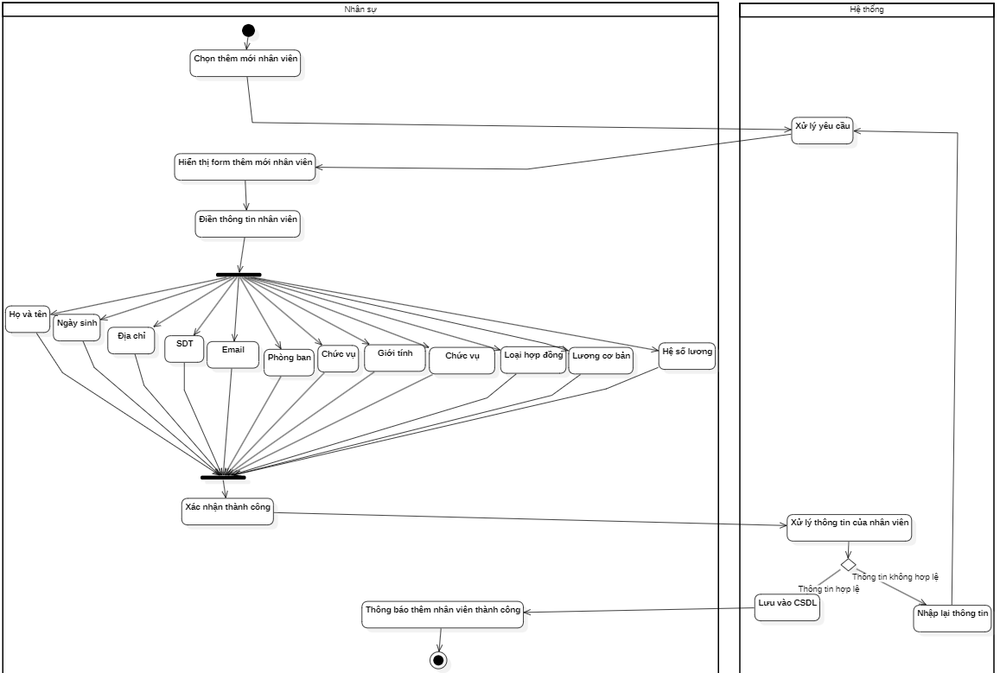 Nhân sự
Hệ thống
Chọn thêm mới nhân viên
Xử lý yêu cầu
Hiển thị form thêm mới nhân viên
Điền thông tin nhân viên
Họ và tên
Ngày sinh
Địa chỉ
SDT
Email
Phòng ban
Chức vụ
Giới tính
Chức vụ
Loại hợp đồng
Lương cơ bản
Hệ số lương
Xác nhận thành công
Xử lý thông tin của nhân viên
Thông tin không hơp lệ
Thông tin hợp lệ
Lưu vào CSDL
Thông báo thêm nhân viên thành công
Nhập lại thông tin